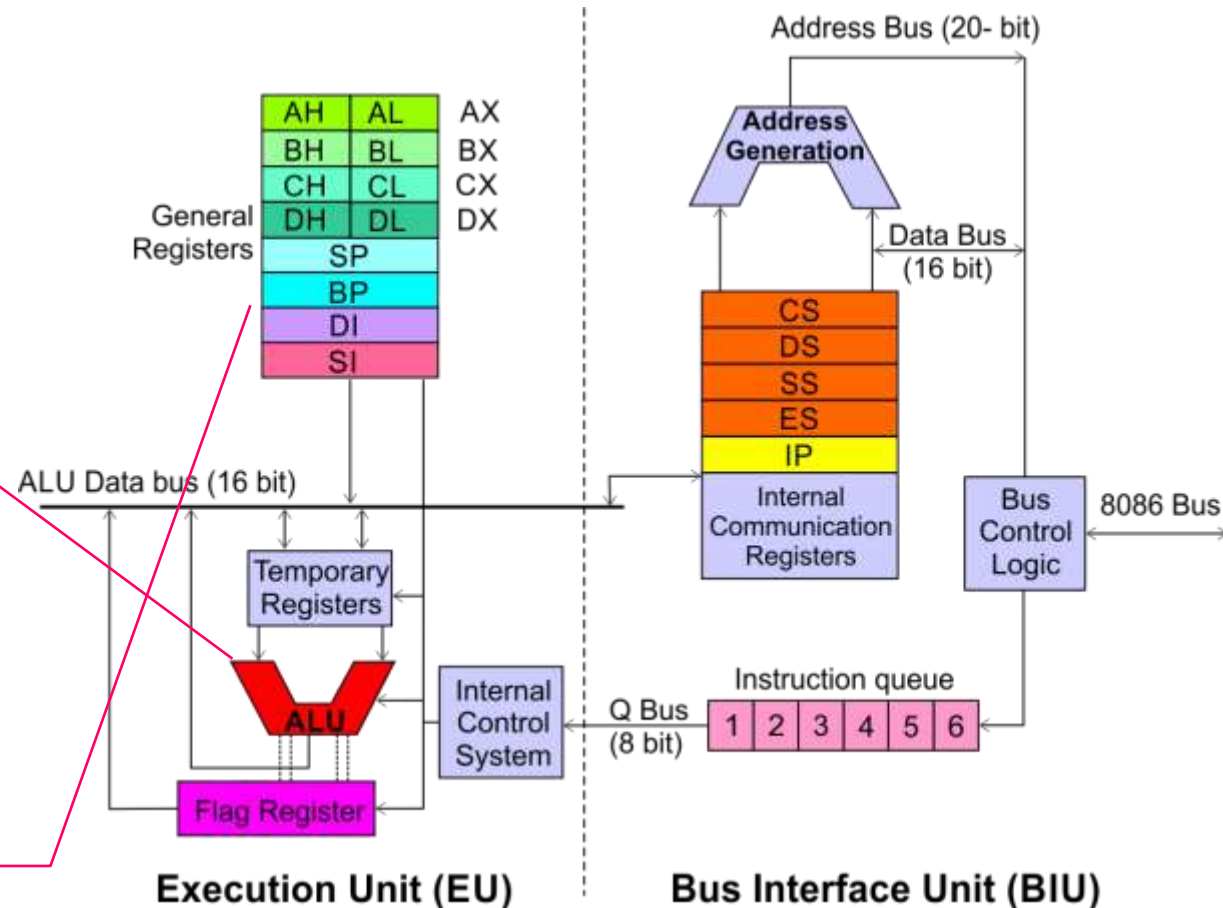 Address Bus (20- bit)
AH AL AX
BH BL BX
CH CL CX
DH DL DX
General
Registers
SP
BP
DI
SI
ALU Data bus (16 bit)
Temporary
Registers
ALU
Internal
Control
System
Flag Register
Execution Unit (EU)
Address
Generation
Data Bus
(16 bit)
CS
DS
SS
ES
IP
Internal
Communication
Registers
Bus
Control
Logic
8086 Bus
Instruction queue
Q Bus
(8 bit)
1 2 3 4 5 6
Bus Interface Unit (BIU)